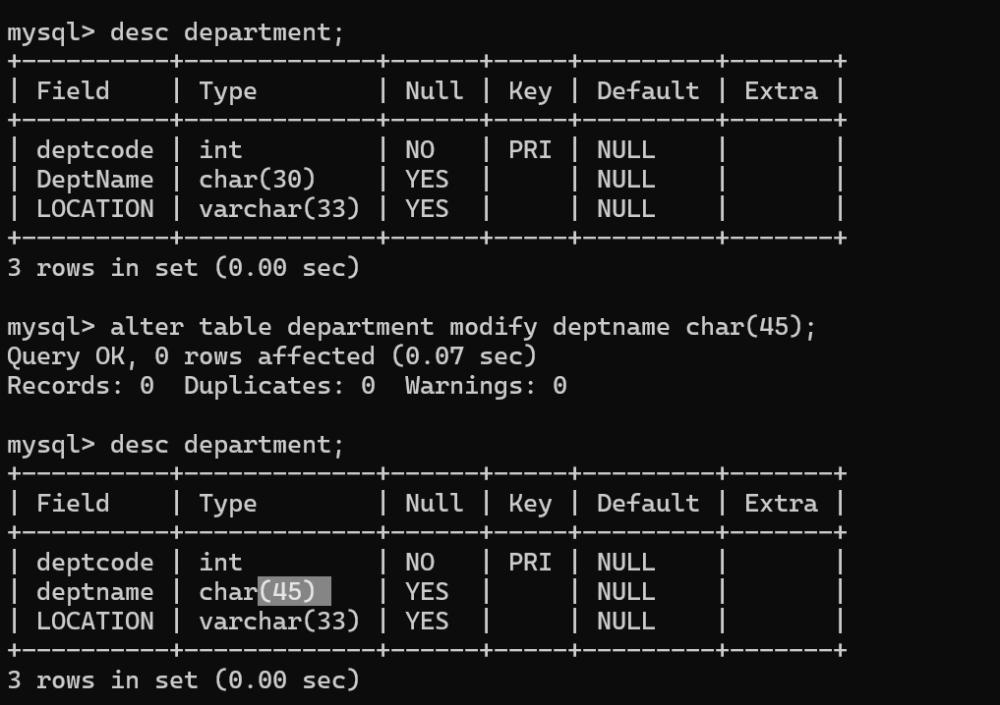 mysql> desc department;
+-----------+-------------+------+-----+---------+-------+
| Field     | Type        | Null | Key | Default | Extra |
+-----------+-------------+------+-----+---------+-------+
| deptcode  | int         | NO   | PRI | NULL    |       |
| DeptName  | char(30)    | YES  |     | NULL    |       |
| LOCATION  | varchar(33) | YES  |     | NULL    |       |
+-----------+-------------+------+-----+---------+-------+
3 rows in set (0.00 sec)
mysql> alter table department modify deptname char(45);
Query OK, 0 rows affected (0.07 sec)
Records: 0  Duplicates: 0  Warnings: 0
mysql> desc department;
+-----------+-------------+------+-----+---------+-------+
| Field     | Type        | Null | Key | Default | Extra |
+-----------+-------------+------+-----+---------+-------+
| deptcode  | int         | NO   | PRI | NULL    |       |
| deptname  | char(45)    | YES  |     | NULL    |       |
| LOCATION  | varchar(33) | YES  |     | NULL    |       |
+-----------+-------------+------+-----+---------+-------+
3 rows in set (0.00 sec)